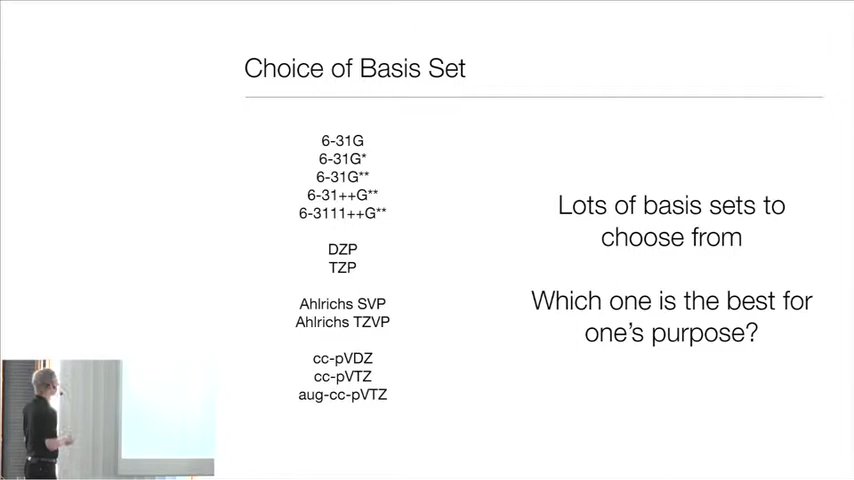 Choice of Basis Set
6-31G
6-31G*
6-31G**
6-31++G**
6-3111++G**
DZP
TZP
Ahlrichs SVP
Ahlrichs TZVP
cc-pVDZ
cc-pVTZ
aug-cc-pVTZ
Lots of basis sets to
choose from
Which one is the best for
one's purpose?